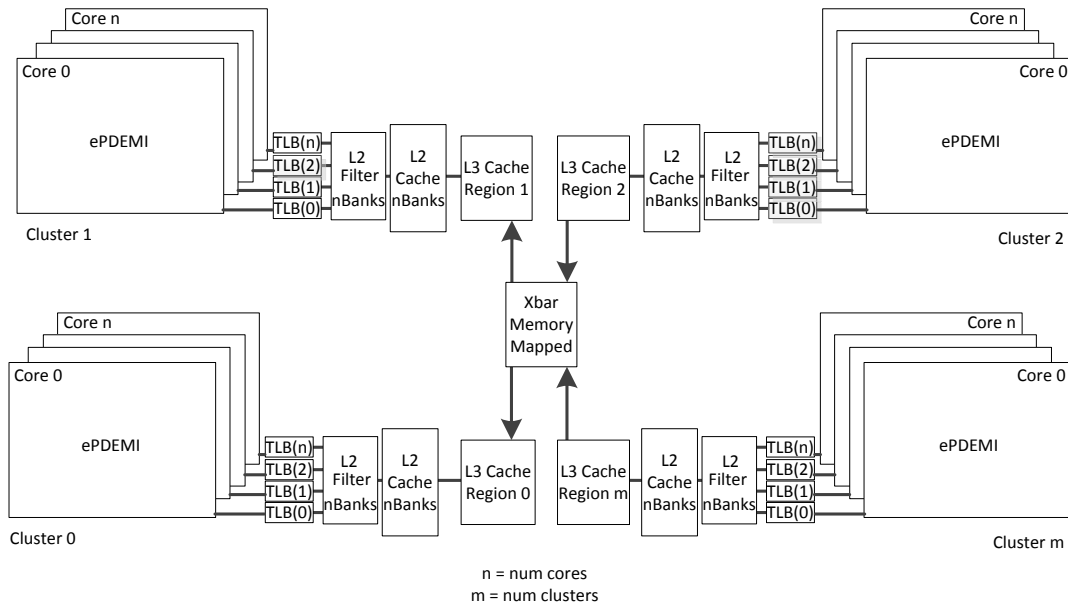 Core n
Core 0
ePDEMI
TLB(n)
TLB(2)
TLB(1)
TLB(0)
L2
Filter
nBanks
L2
Cache
nBanks
L3 Cache
Region 1
Cluster 1
L3 Cache
Region 2
L2
Cache
nBanks
L2
Filter
nBanks
TLB(n)
TLB(2)
TLB(1)
TLB(0)
Core n
Core 0
ePDEMI
Cluster 2
Xbar
Memory
Mapped
Core n
Core 0
ePDEMI
TLB(n)
TLB(2)
TLB(1)
TLB(0)
L2
Filter
nBanks
L2
Cache
nBanks
L3 Cache
Region 0
Cluster 0
L3 Cache
Region m
L2
Cache
nBanks
L2
Filter
nBanks
TLB(n)
TLB(2)
TLB(1)
TLB(0)
Core n
Core 0
ePDEMI
Cluster m
n = num cores
m = num clusters